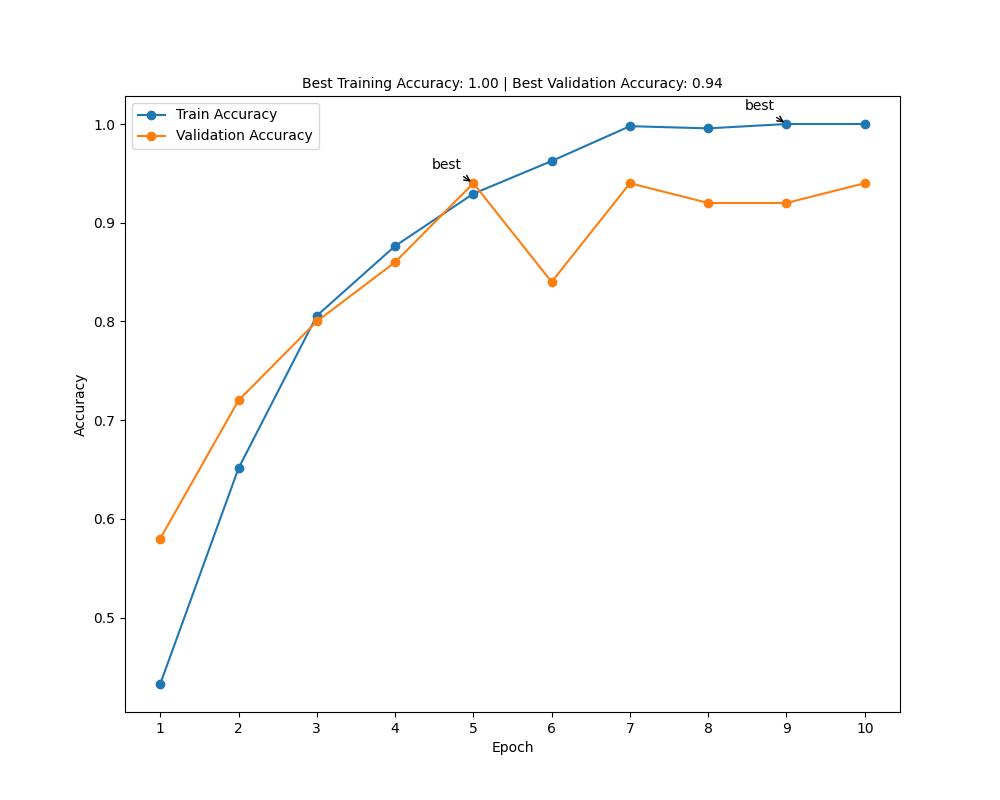 Best Training Accuracy: 1.00 | Best Validation Accuracy: 0.94
Train Accuracy
Validation Accuracy
best
best
1.0
0.9
0.8
0.7
0.6
0.5
Accuracy
1 2 3 4 5 6 7 8 9 10
Epoch